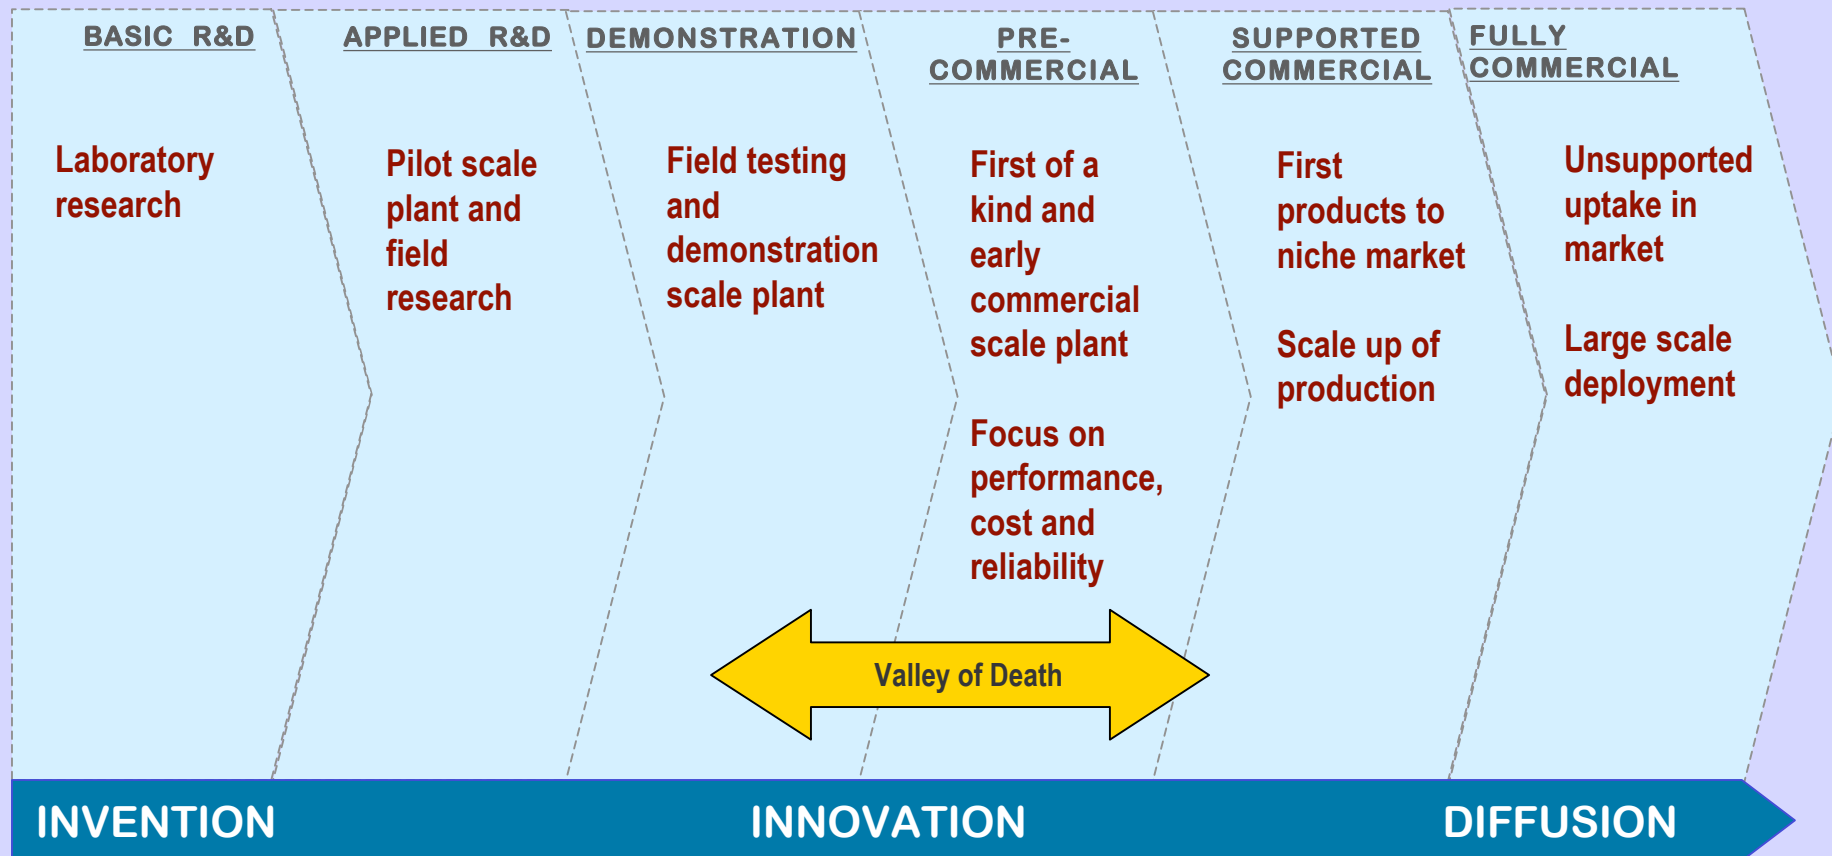 BASIC R&D
Laboratory
research
APPLIED R&D
Pilot scale
plant and
field
research
DEMONSTRATION
Field testing
and
demonstration
scale plant
PRE-
COMMERCIAL
First of a
kind and
early
commercial
scale plant
Focus on
performance,
cost and
reliability
SUPPORTED
COMMERCIAL
First
products to
niche market
Scale up of
production
FULLY
COMMERCIAL
Unsupported
uptake in
market
Large scale
deployment
Valley of Death
INVENTION
INNOVATION
DIFFUSION